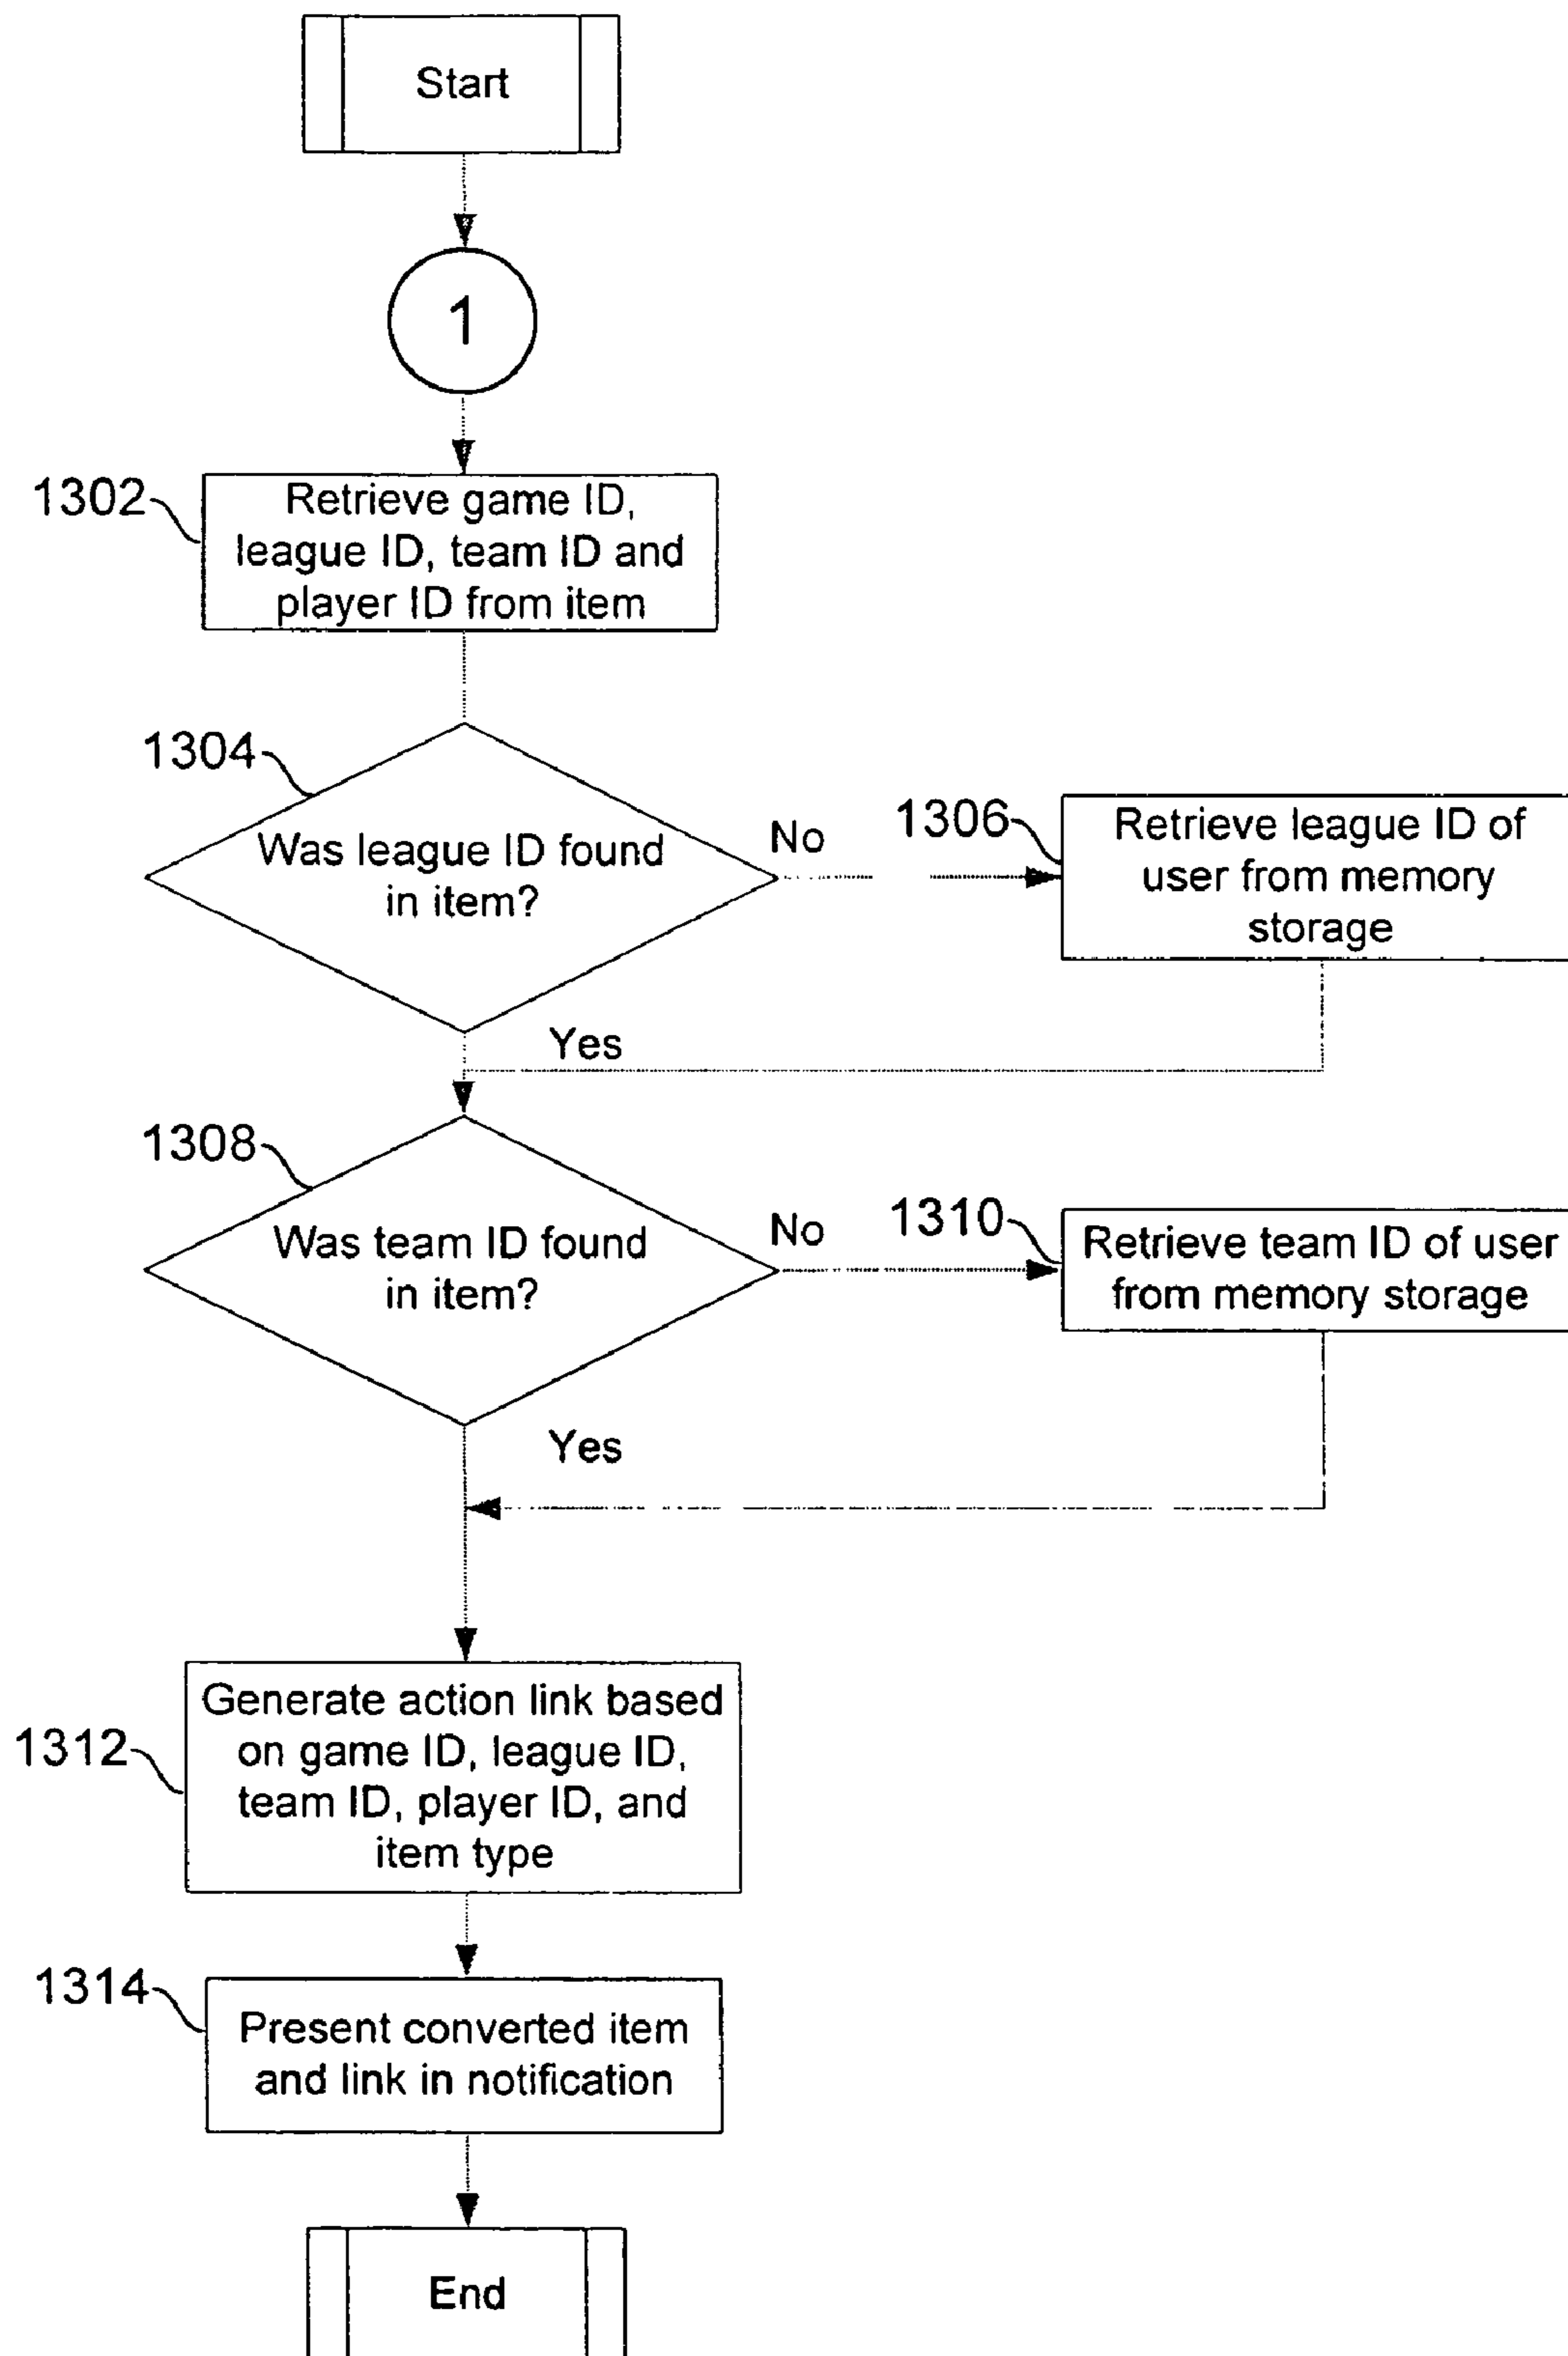 Start
1
1302
Retrieve game ID,
league ID, team ID and
player ID from item
1304
Was league ID found
in item?
No
1306
Retrieve league ID of
user from memory
storage
Yes
1308
Was team ID found
in item?
No
1310
Retrieve team ID of user
from memory storage
Yes
1312
Generate action link based
on game ID, league ID,
team ID, player ID, and
item type
1314
Present converted item
and link in notification
End